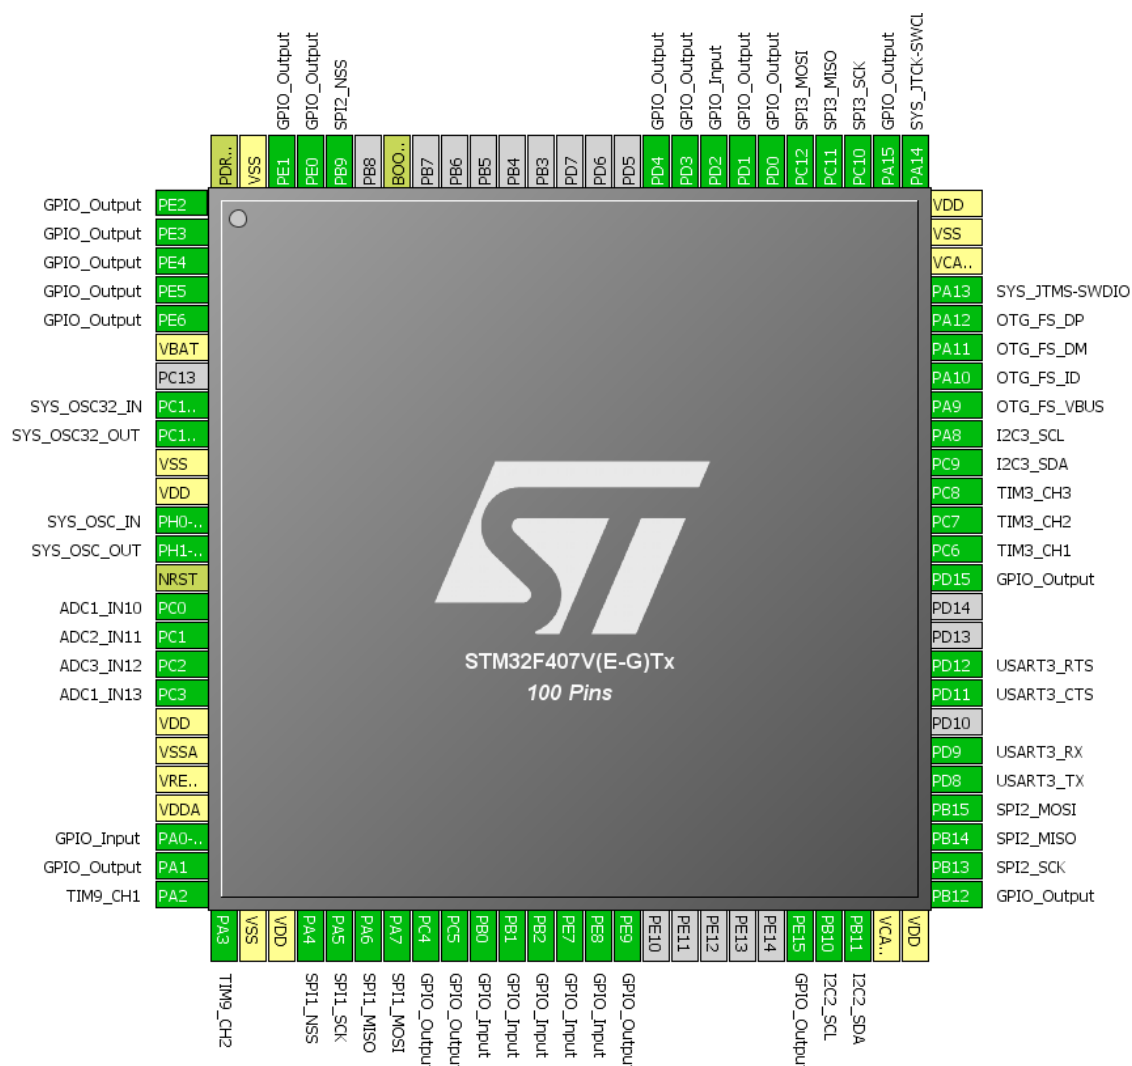 GPIO_Output
GPIO_Output
SPI2_NSS
GPIO_Output
GPIO_Output
GPIO_Input
GPIO_Output
GPIO_Output
SPI3_MOSI
SPI3_MISO
SPI3_SCK
GPIO_Output
SYS_JTCK-SWCL
PDR..
VSS
PE1
PE0
PB9
PB8
BOO..
PB7
PB6
PB5
PB4
PB3
PD7
PD6
PD5
PD4
PD3
PD2
PD1
PD0
PC12
PC11
PC10
PA15
PA14
GPIO_Output PE2
GPIO_Output PE3
GPIO_Output PE4
GPIO_Output PE5
GPIO_Output PE6
VBAT
PC13
SYS_OSC32_IN PC1..
SYS_OSC32_OUT PC1..
VSS
VDD
SYS_OSC_IN PH0-..
SYS_OSC_OUT PH1-..
NRST
ADC1_IN10 PC0
ADC2_IN11 PC1
ADC3_IN12 PC2
ADC1_IN13 PC3
VDD
VSSA
VRE..
VDDA
GPIO_Input PA0-..
GPIO_Output PA1
TIM9_CH1 PA2
ST
STM32F407V(E-G)Tx
100 Pins
VDD
VSS
VCA..
PA13 SYS_JTMS-SWDIO
PA12 OTG_FS_DP
PA11 OTG_FS_DM
PA10 OTG_FS_ID
PA9 OTG_FS_VBUS
PA8 I2C3_SCL
PC9 I2C3_SDA
PC8 TIM3_CH3
PC7 TIM3_CH2
PC6 TIM3_CH1
PD15 GPIO_Output
PD14
PD13
PD12 USART3_RTS
PD11 USART3_CTS
PD10
PD9 USART3_RX
PD8 USART3_TX
PB15 SPI2_MOSI
PB14 SPI2_MISO
PB13 SPI2_SCK
PB12 GPIO_Output
PA3
VSS
VDD
PA4
PA5
PA6
PA7
PC4
PC5
PB0
PB1
PB2
PE7
PE8
PE9
PE10
PE11
PE12
PE13
PE14
PE15
PB10
PB11
VCA..
VDD
TIM9_CH2
SPI1_NSS
SPI1_SCK
SPI1_MISO
SPI1_MOSI
GPIO_Output
GPIO_Output
GPIO_Input
GPIO_Input
GPIO_Input
GPIO_Input
GPIO_Input
GPIO_Output
GPIO_Output
I2C2_SCL
I2C2_SDA